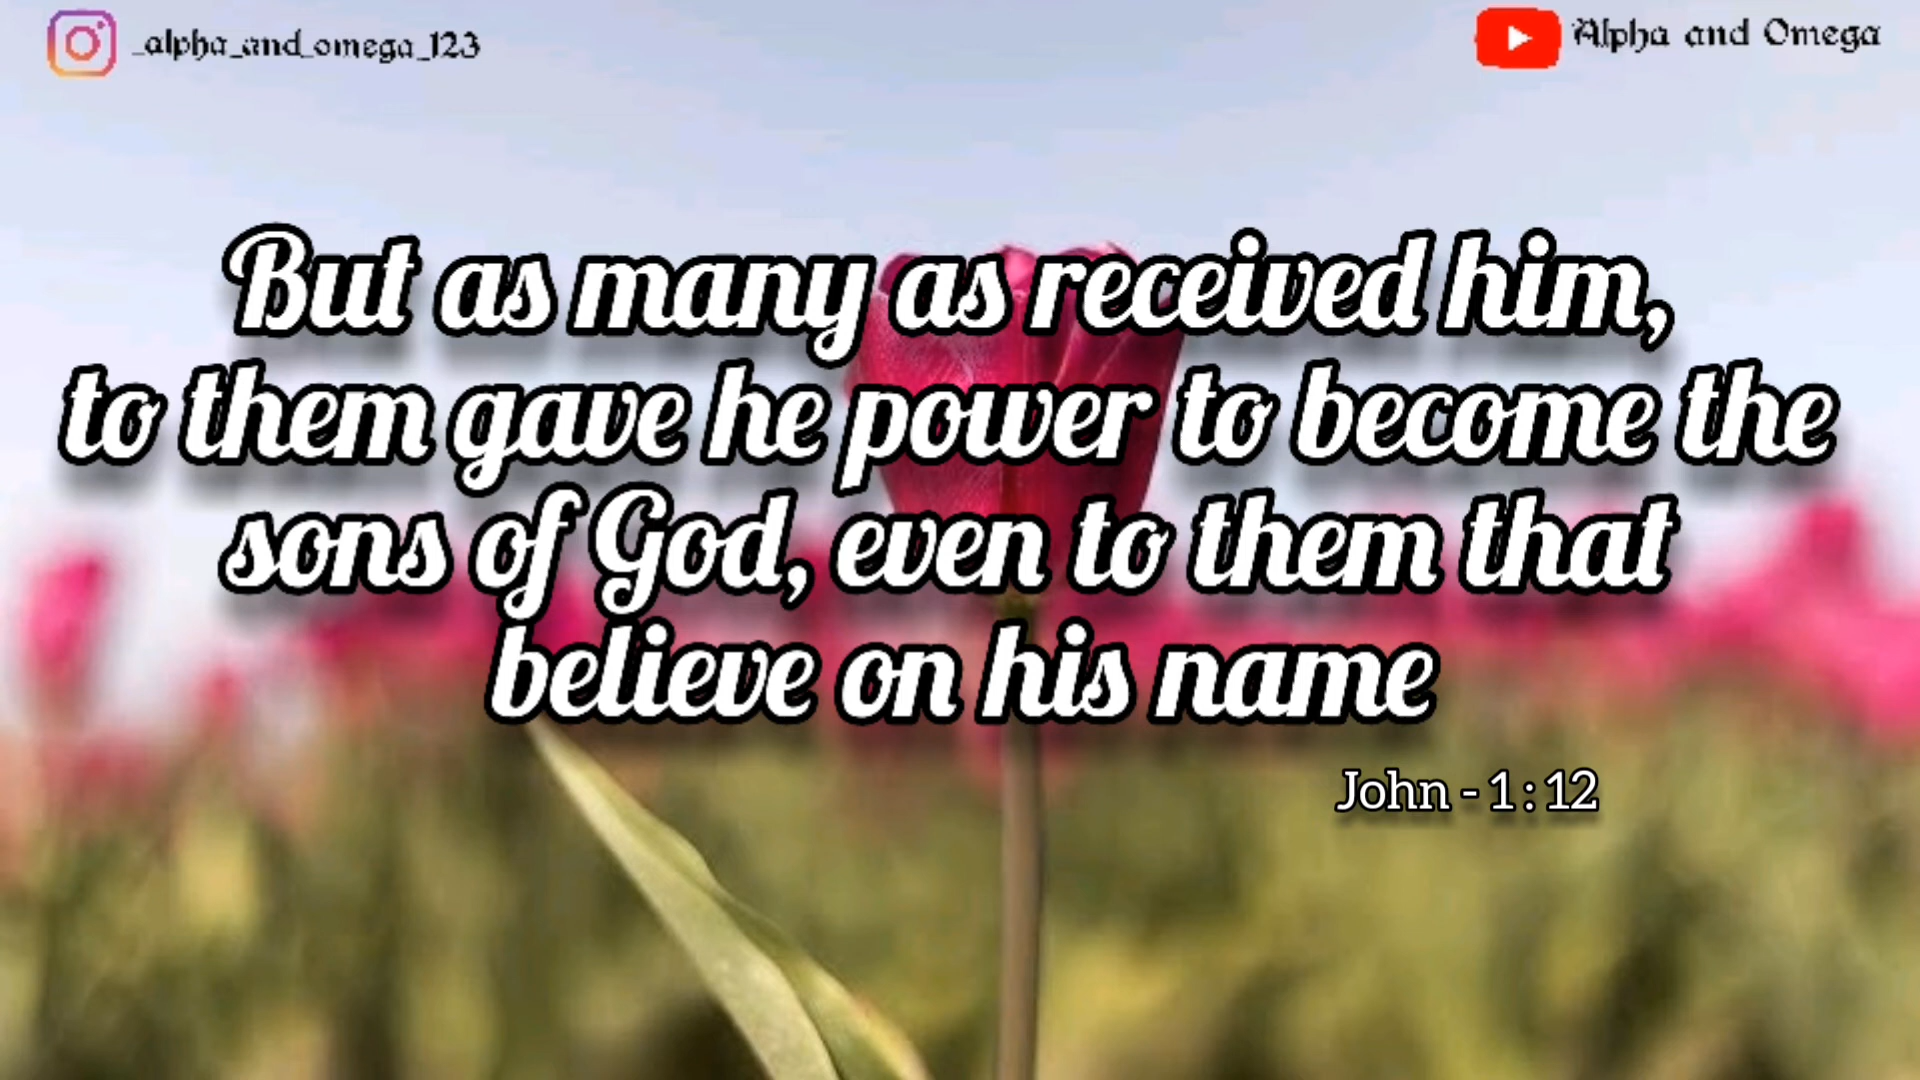 _alpha_and_omega_123
Alpha and Omega
But as many as received him,
to them gave he power to become the
sons of God, even to them that
believe on his name
John - 1 : 12